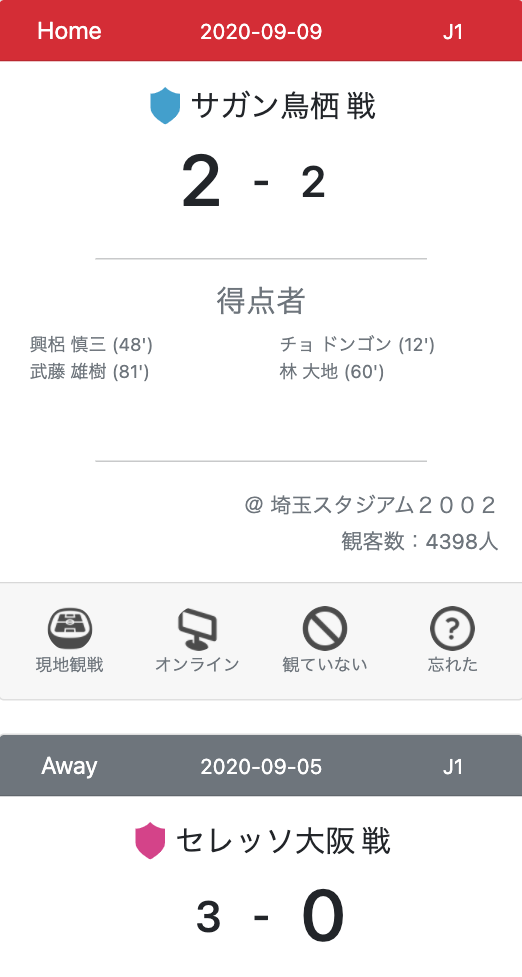 Home 2020-09-09 J1
サガン鳥栖 戦
2 - 2
得点者
興梠 慎三 (48') チョ ドンゴン (12')
武藤 雄樹 (81') 林 大地 (60')
@ 埼玉スタジアム２００２
観客数：4398人
現地観戦 オンライン 観ていない 忘れた
Away 2020-09-05 J1
セレッソ大阪 戦
3 - 0